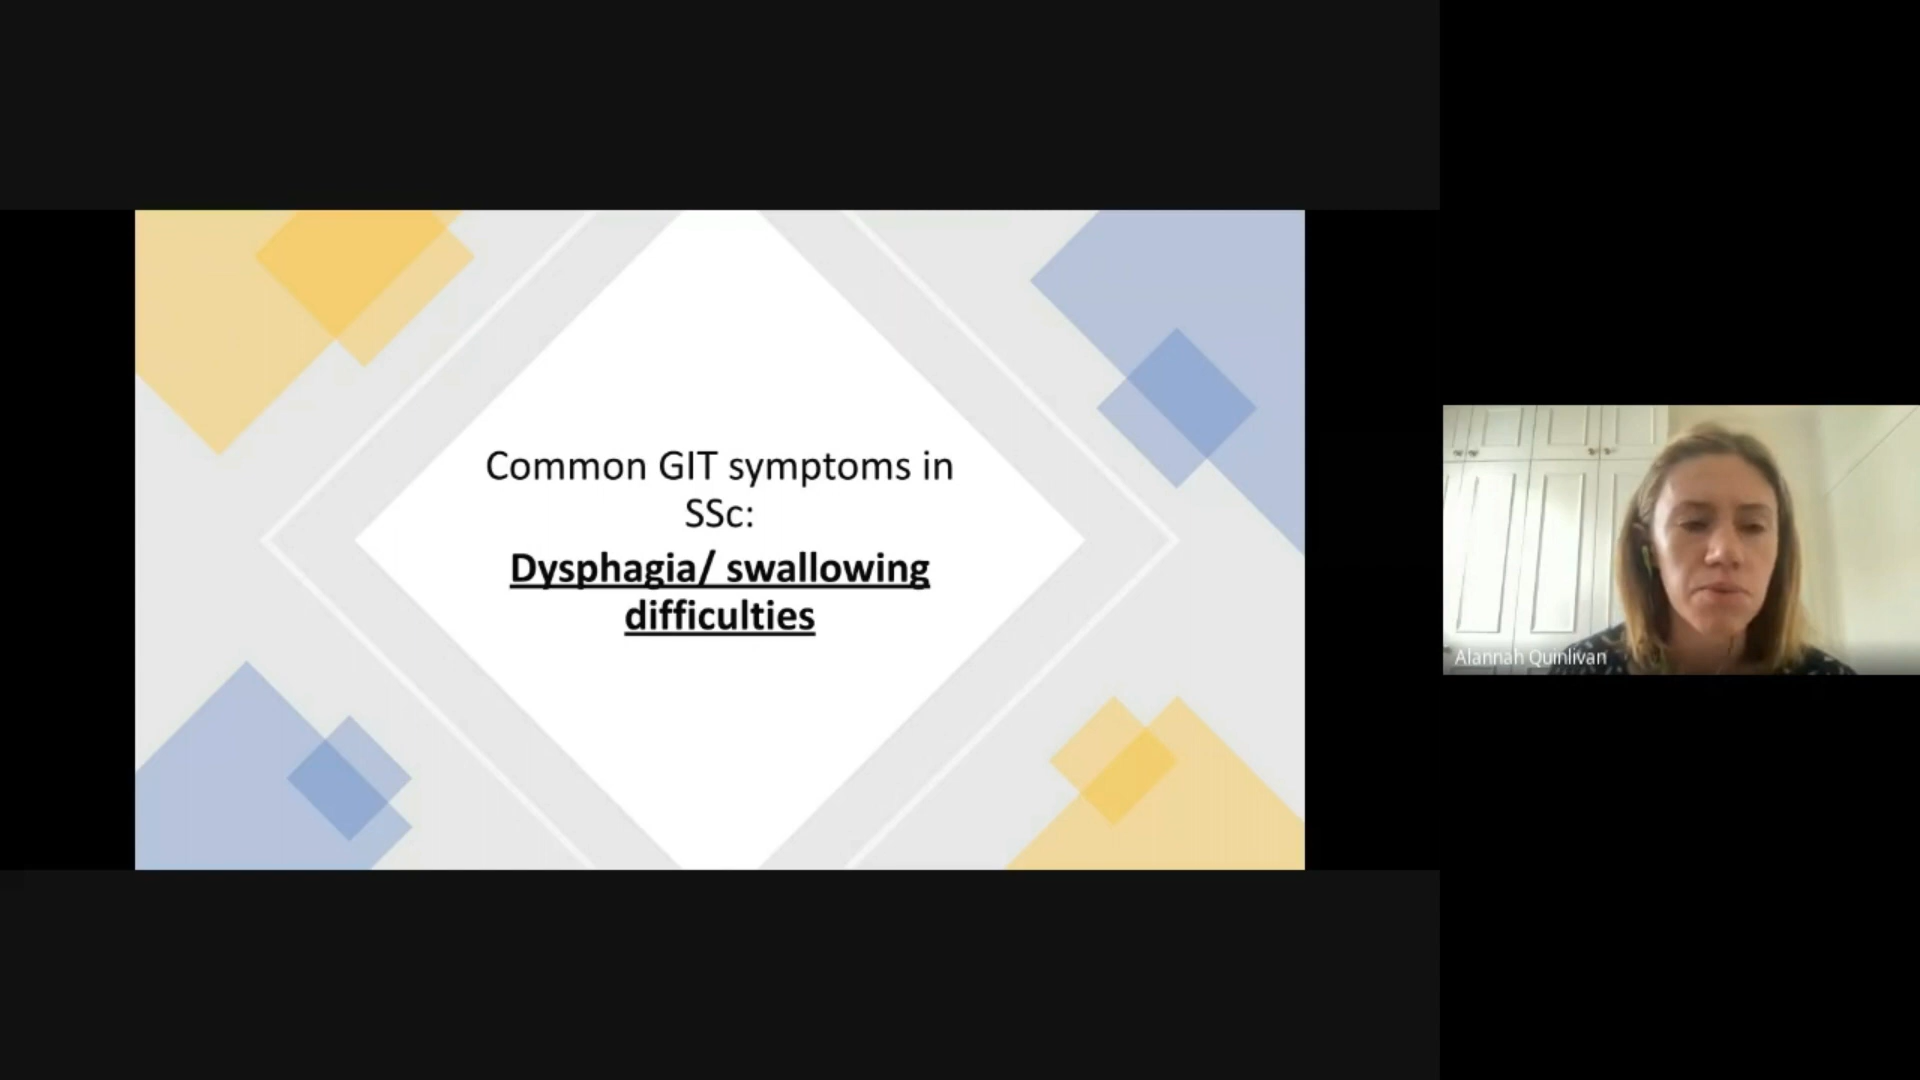 Common GIT symptoms in
SSc:
Dysphagia/ swallowing
difficulties
Alannah Quinlivan